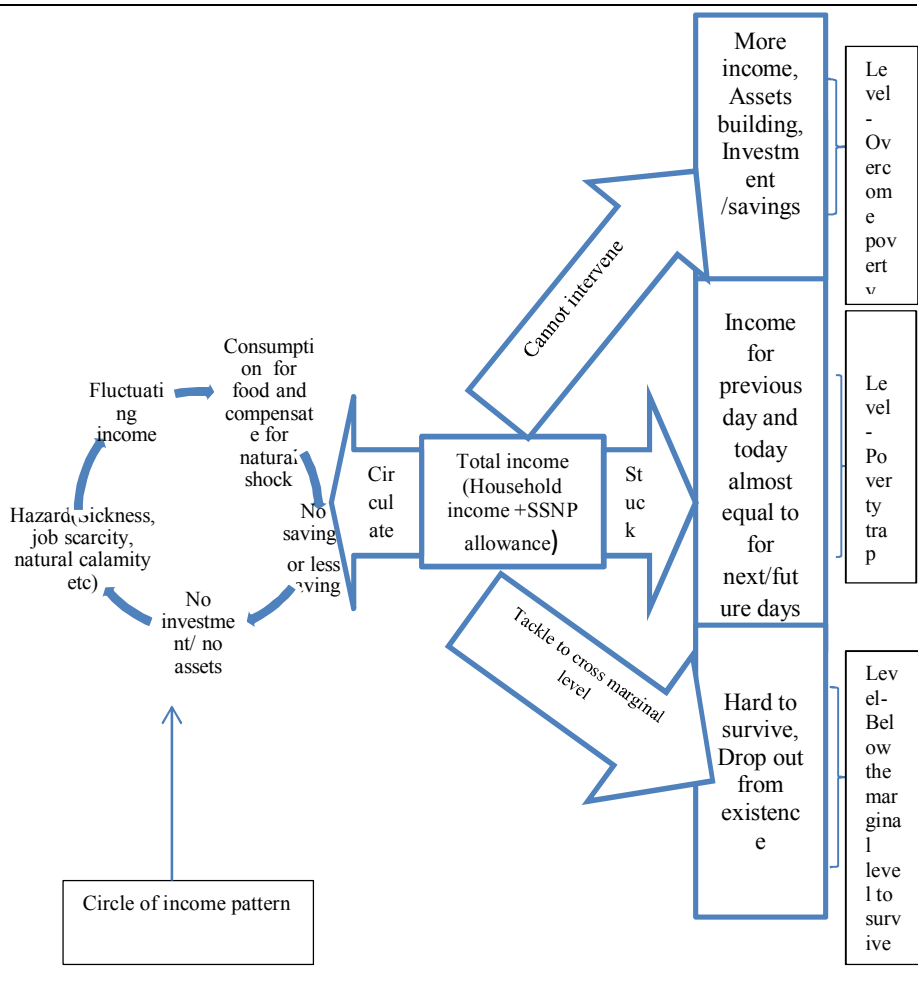 More
income,
Assets
building,
Investm
ent
/savings
Le
vel
-
Ov
erc
om
e
pov
ert
y
Cannot intervene
Consumpti
on for
food and
compensat
e for
natural
shock
Fluctuati
ng
income
Hazard(Sickness,
job scarcity,
natural calamity
etc)
No
saving
or less
aving
No
investme
nt/ no
assets
Cir
cul
ate
Total income
(Household
income +SSNP
allowance)
St
uc
k
Income
for
previous
day and
today
almost
equal to
for
next/fut
ure days
Le
vel
-
Po
ver
ty
tra
p
Tackle to cross marginal
level
Hard to
survive,
Drop out
from
existenc
e
Lev
el-
Bel
ow
the
mar
gina
l
leve
l to
surv
ive
Circle of income pattern